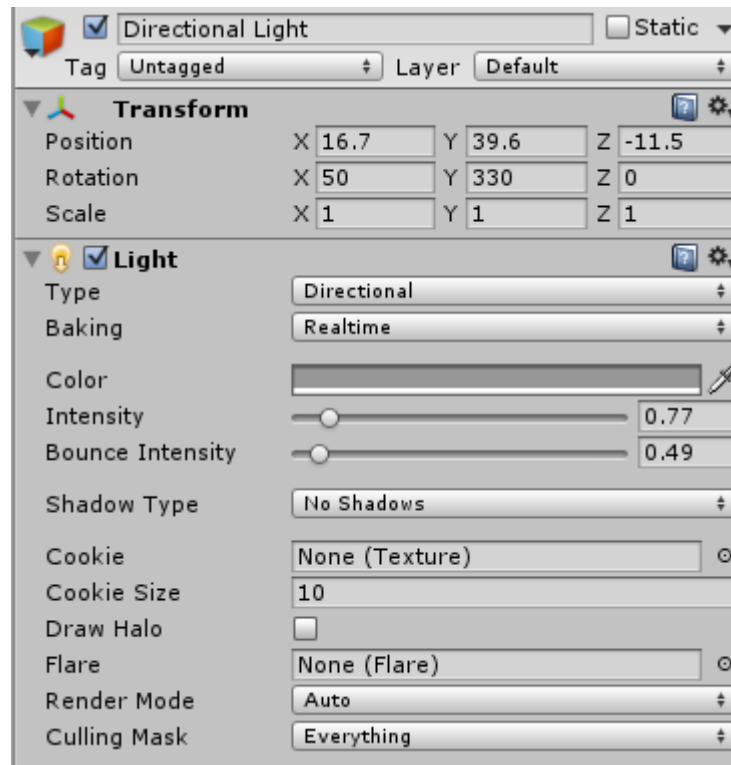 Directional Light Static
Tag Untagged Layer Default
Transform
Position X 16.7 Y 39.6 Z -11.5
Rotation X 50 Y 330 Z 0
Scale X 1 Y 1 Z 1
Light
Type Directional
Baking Realtime
Color
Intensity 0.77
Bounce Intensity 0.49
Shadow Type No Shadows
Cookie None (Texture)
Cookie Size 10
Draw Halo
Flare None (Flare)
Render Mode Auto
Culling Mask Everything